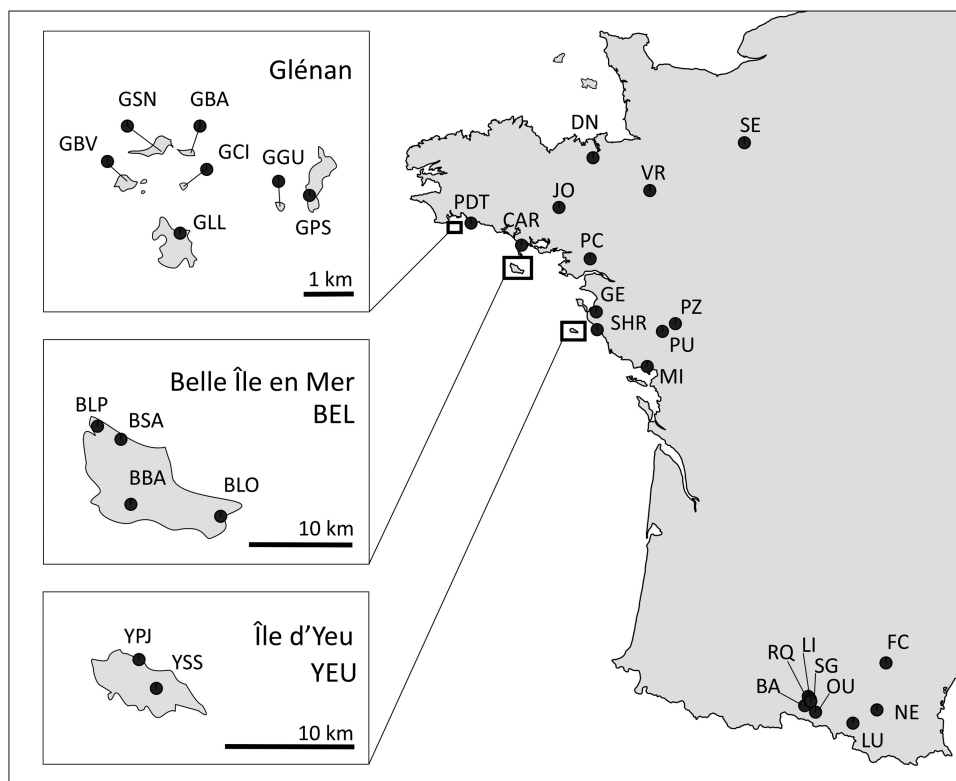 Glénan
GSN
GBA
GBV
GCI
GGU
GLL
GPS
1 km
Belle Île en Mer
BEL
BLP
BSA
BBA
BLO
10 km
Île d'Yeu
YEU
YPJ
YSS
10 km
DN
SE
VR
JO
PDT
CAR
PC
GE
PZ
SHR
PU
MI
FC
LI
RQ
SG
BA
OU
NE
LU